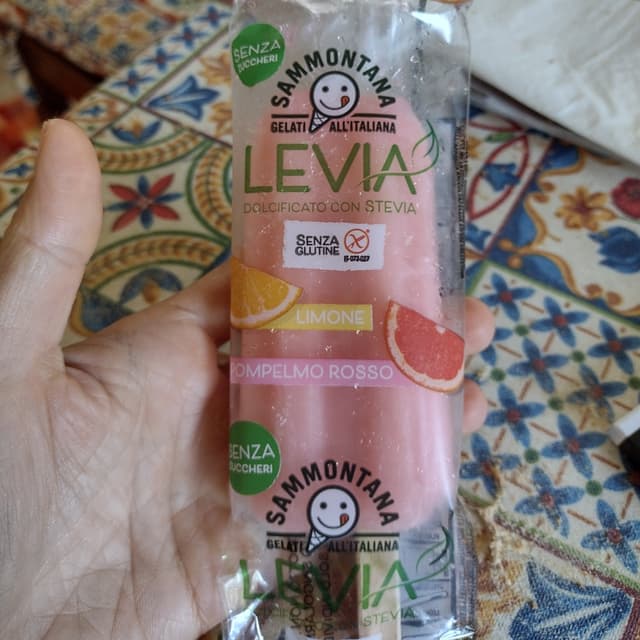 SENZA
ZUCCHERI
SAMMONTANA
GELATI ALL'ITALIANA
LEVIA
DOLCIFICATO CON STEVIA
SENZA
GLUTINE
LIMONE
POMPELMO ROSSO
SENZA
ZUCCHERI
SAMMONTANA
GELATI ALL'ITALIANA
LEVIA
STEVIA